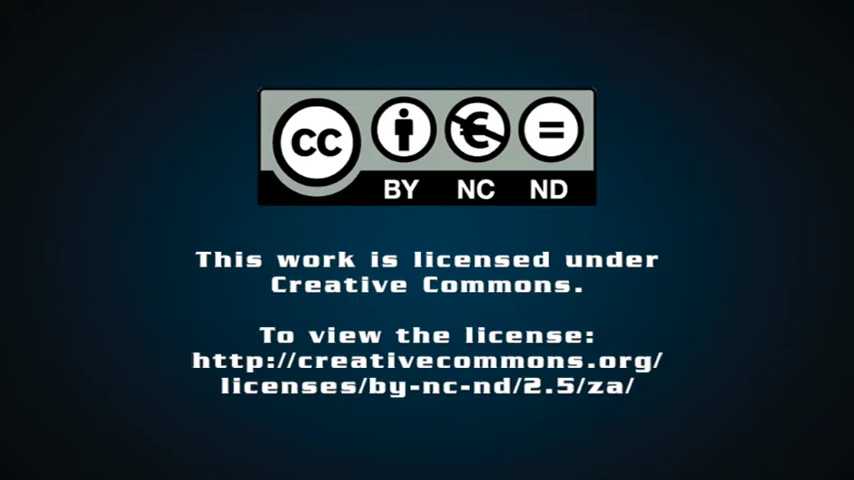 CC
BY NC ND
This work is licensed under
Creative Commons.
To view the license:
http://creativecommons.org/
licenses/by-nc-nd/2.5/za/